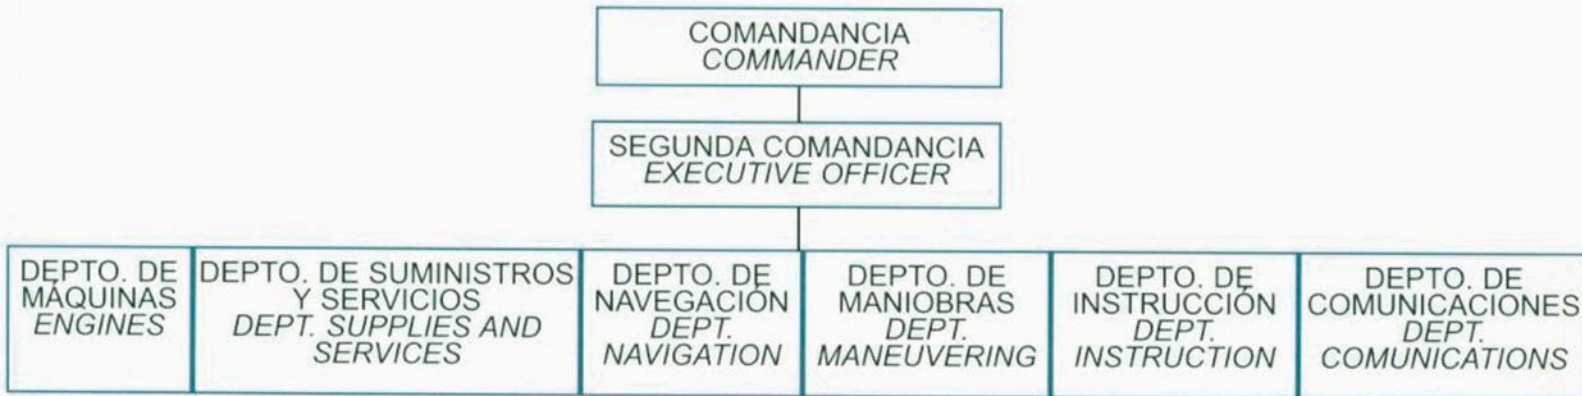 COMANDANCIA
COMMANDER
SEGUNDA COMANDANCIA
EXECUTIVE OFFICER
DEPTO. DE
MÁQUINAS
ENGINES
DEPTO. DE SUMINISTROS
Y SERVICIOS
DEPT. SUPPLIES AND
SERVICES
DEPTO. DE
NAVEGACIÓN
DEPT.
NAVIGATION
DEPTO. DE
MANIOBRAS
DEPT.
MANEUVERING
DEPTO. DE
INSTRUCCIÓN
DEPT.
INSTRUCTION
DEPTO. DE
COMUNICACIONES
DEPT.
COMUNICATIONS